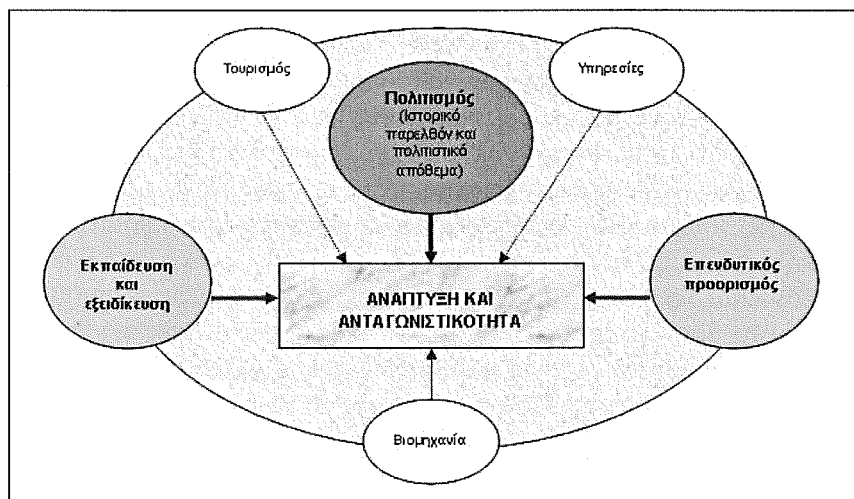 Τουρισμός
Υπηρεσίες
Πολιτισμός
(Ιστορικό
παρελθόν και
πολιτιστικό
απόθεμα)
Εκπαίδευση
και
εξειδίκευση
ΑΝΑΠΤΥΞΗ ΚΑΙ
ΑΝΤΑΓΩΝΙΣΤΙΚΟΤΗΤΑ
Επενδυτικός
προορισμός
Βιομηχανία